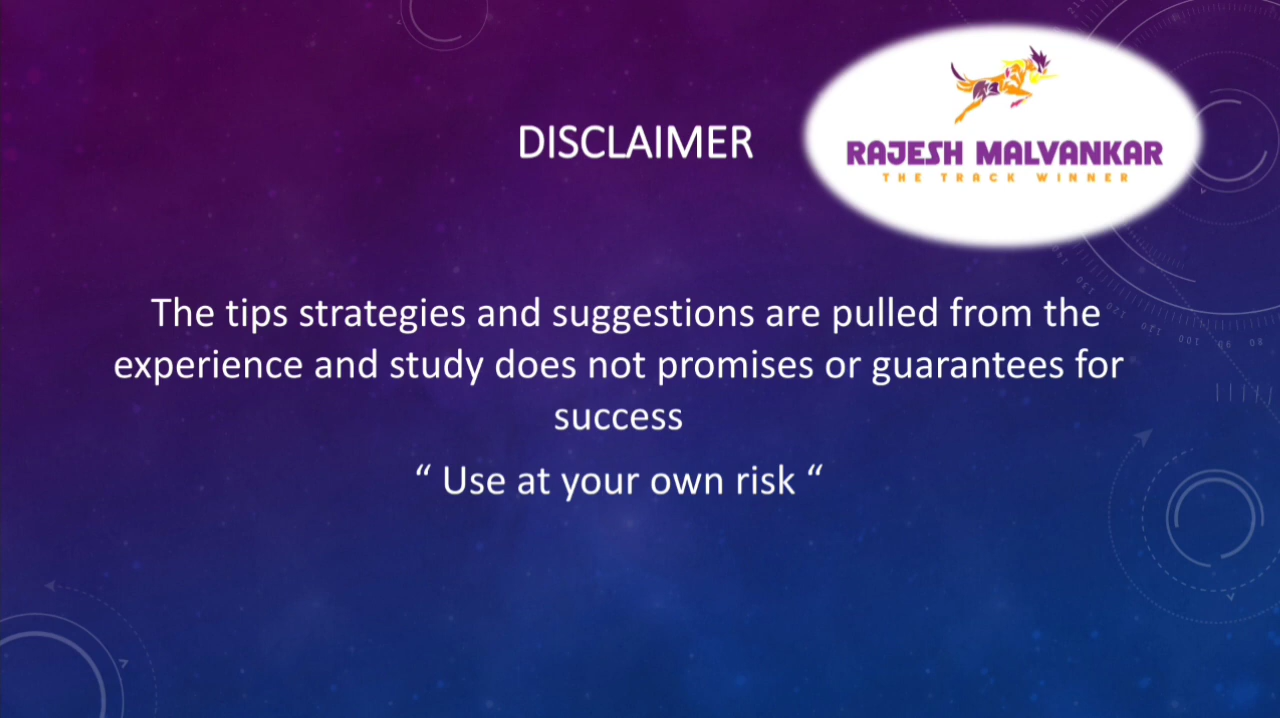 DISCLAIMER
RAJESH MALVANKAR
THE TRACK WINNER
The tips strategies and suggestions are pulled from the
experience and study does not promises or guarantees for
success
“ Use at your own risk “